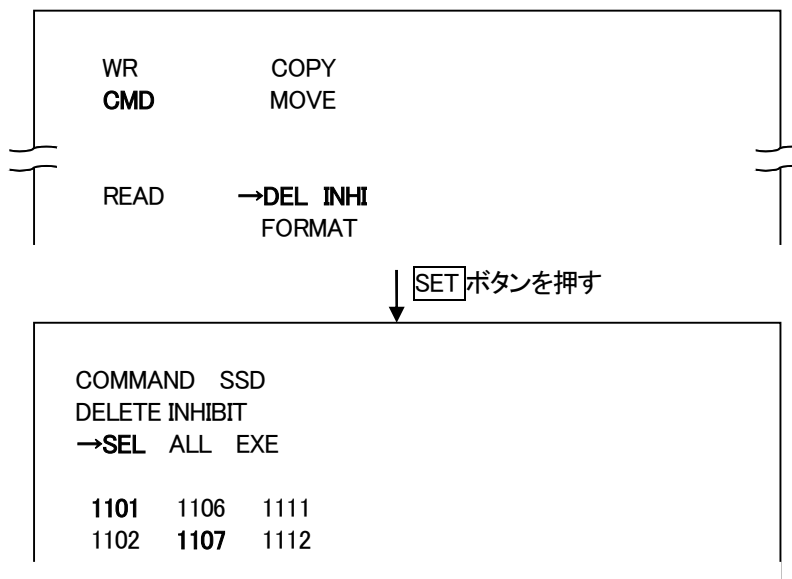 WR COPY
CMD MOVE
READ →DEL INHI
FORMAT
SET ボタンを押す
COMMAND SSD
DELETE INHIBIT
→SEL ALL EXE
1101 1106 1111
1102 1107 1112